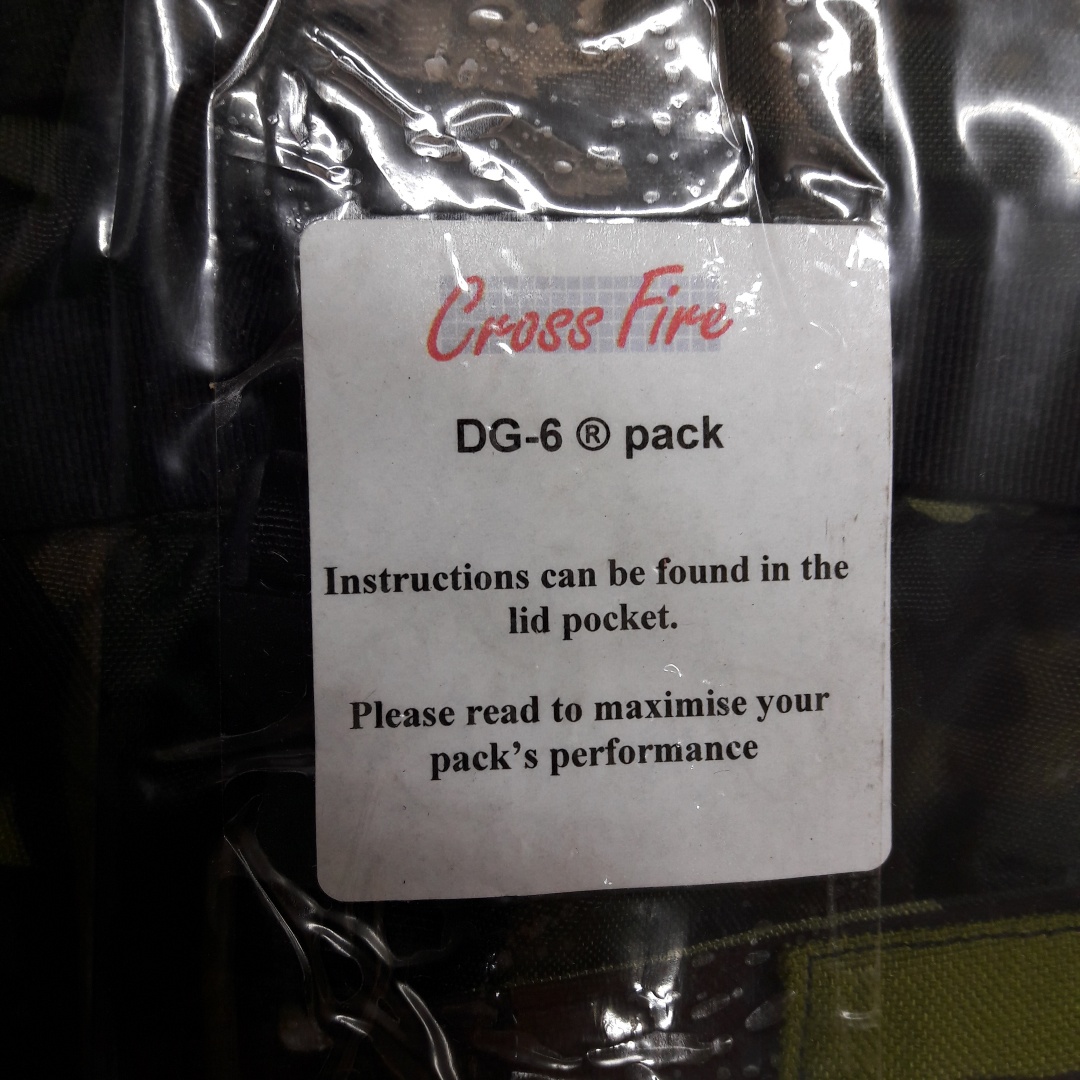 Cross Fire
DG-6 ® pack
Instructions can be found in the
lid pocket.
Please read to maximise your
pack’s performance